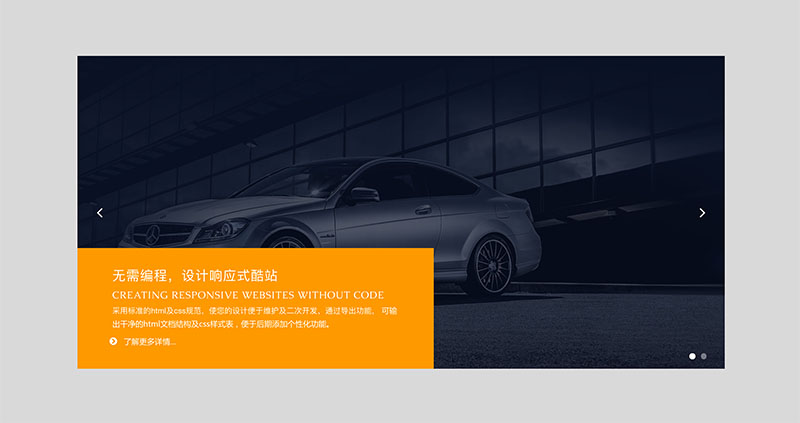 无需编程，设计响应式酷站
CREATING RESPONSIVE WEBSITES WITHOUT CODE
采用标准的html及css规范，使您的设计便于维护及二次开发，通过导出功能， 可输
出干净的html文档结构及css样式表，便于后期添加个性化功能。
了解更多详情...